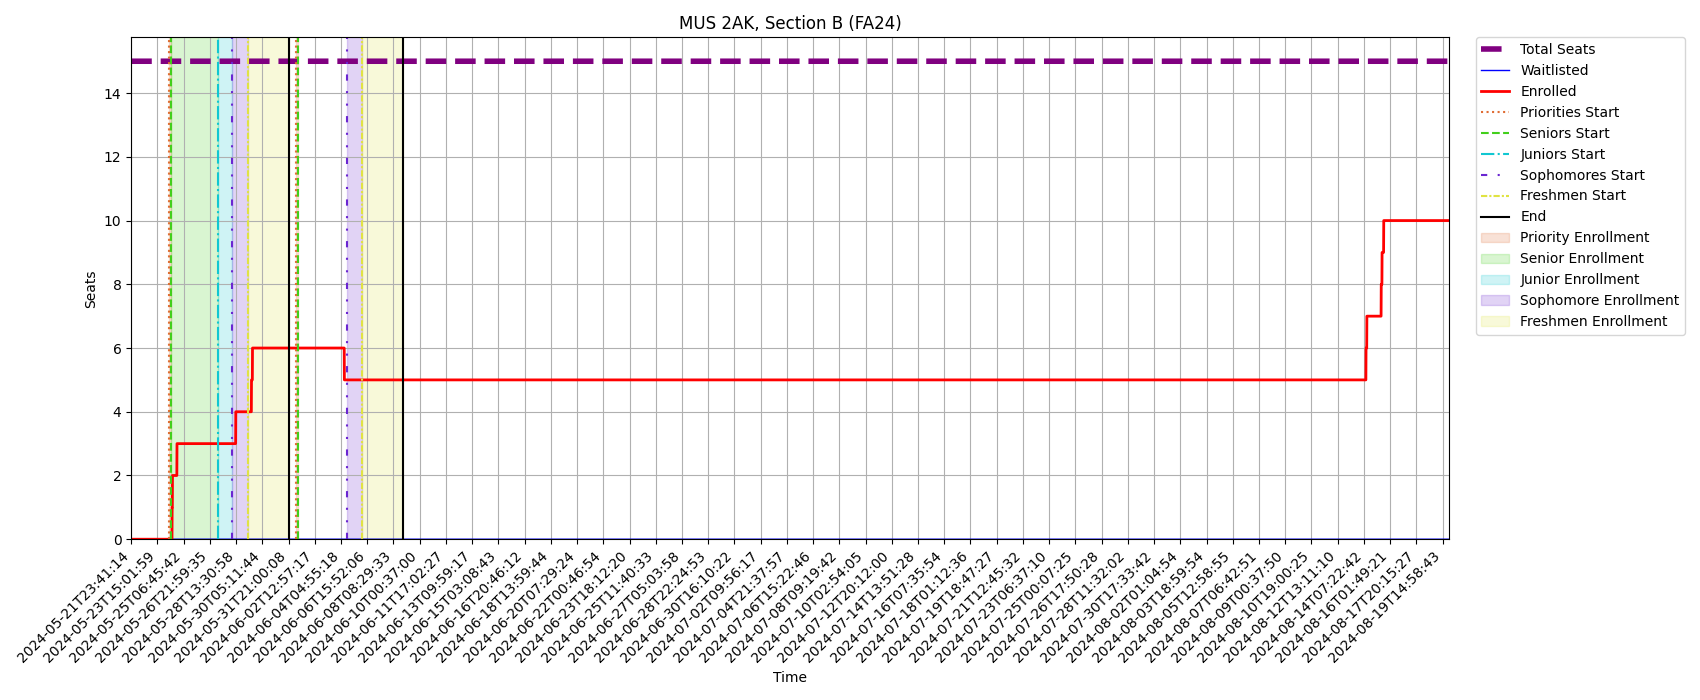 MUS 2AK, Section B (FA24)
Seats
14
12
10
8
6
4
2
0
2024-05-21T23:41:14
2024-05-23T15:01:59
2024-05-25T06:45:42
2024-05-26T21:59:35
2024-05-28T13:30:58
2024-05-30T05:11:44
2024-05-31T21:00:08
2024-06-02T12:57:17
2024-06-04T04:55:18
2024-06-06T15:52:06
2024-06-08T08:29:33
2024-06-10T00:37:00
2024-06-11T17:02:27
2024-06-13T09:59:17
2024-06-15T03:08:43
2024-06-16T20:46:12
2024-06-18T13:59:44
2024-06-20T07:29:24
2024-06-22T00:46:54
2024-06-23T18:12:20
2024-06-25T11:40:33
2024-06-27T05:03:58
2024-06-28T22:24:53
2024-06-30T16:10:22
2024-07-02T09:56:17
2024-07-04T21:37:57
2024-07-06T15:22:46
2024-07-08T09:19:42
2024-07-10T02:54:05
2024-07-12T20:12:00
2024-07-14T13:51:28
2024-07-16T07:35:54
2024-07-18T01:12:36
2024-07-19T18:47:27
2024-07-21T12:45:32
2024-07-23T06:37:10
2024-07-25T00:07:25
2024-07-26T17:50:28
2024-07-28T11:32:02
2024-07-30T17:33:42
2024-08-02T01:04:54
2024-08-03T18:59:54
2024-08-05T12:58:55
2024-08-07T06:42:51
2024-08-09T00:37:50
2024-08-10T19:00:25
2024-08-12T13:11:10
2024-08-14T07:22:42
2024-08-16T01:49:21
2024-08-17T20:15:27
2024-08-19T14:58:43
Time
Total Seats
Waitlisted
Enrolled
Priorities Start
Seniors Start
Juniors Start
Sophomores Start
Freshmen Start
End
Priority Enrollment
Senior Enrollment
Junior Enrollment
Sophomore Enrollment
Freshmen Enrollment